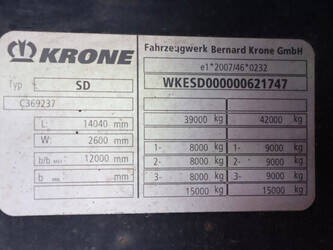 KRONE
Fahrzeugwerk Bernard Krone GmbH
e1*2007/46*0232
Typ SD
WKESD000000621747
C369237
39000 kg 42000 kg
L: 14040 mm
W: 2600 mm
b/b 12000 mm
b mm
1- 8000 kg 1- 9000 kg
2- 8000 kg 2- 9000 kg
3- 8000 kg 3- 9000 kg
15000 kg 15000 kg